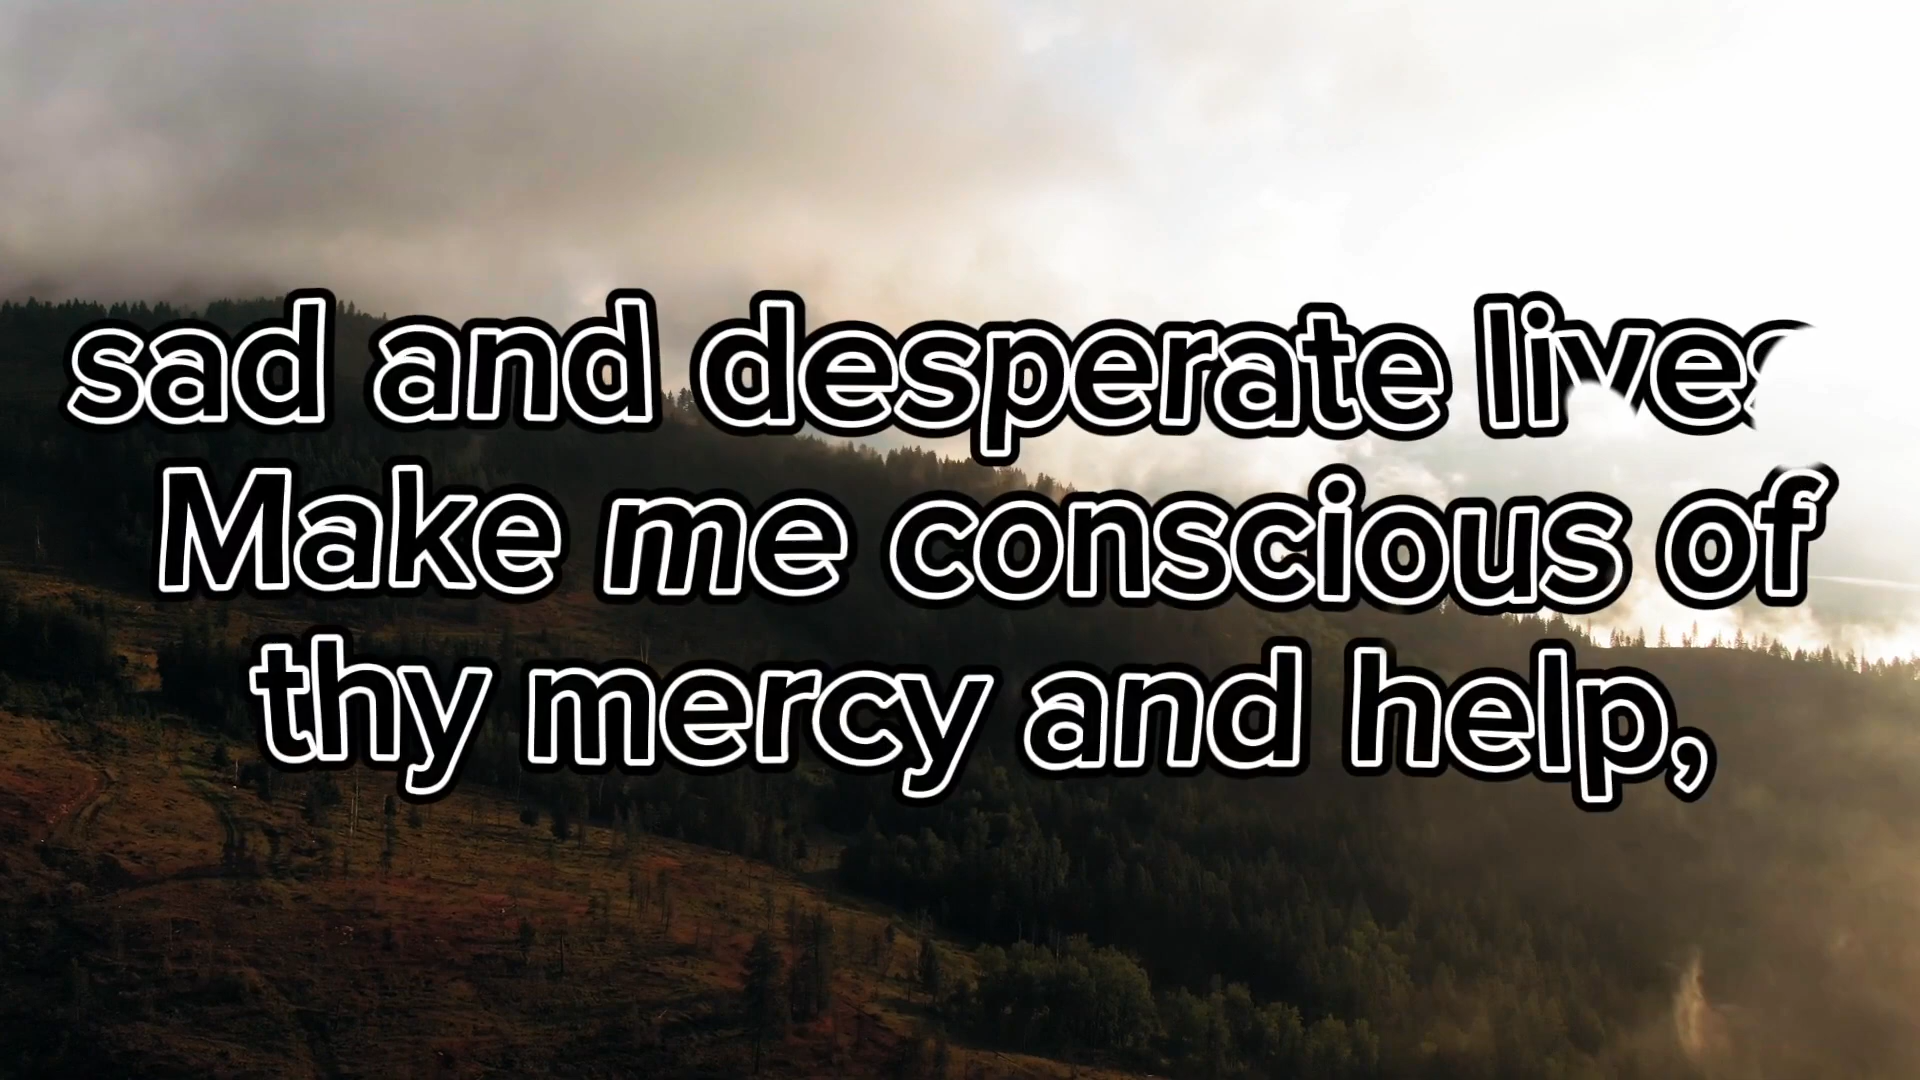 sad and desperate lives
Make me conscious of
thy mercy and help,